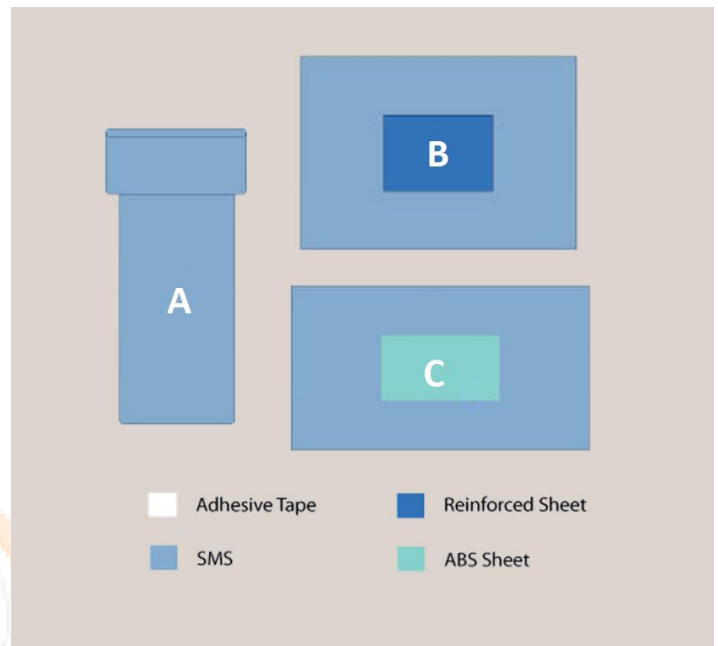 B
A
C
Adhesive Tape
Reinforced Sheet
SMS
ABS Sheet